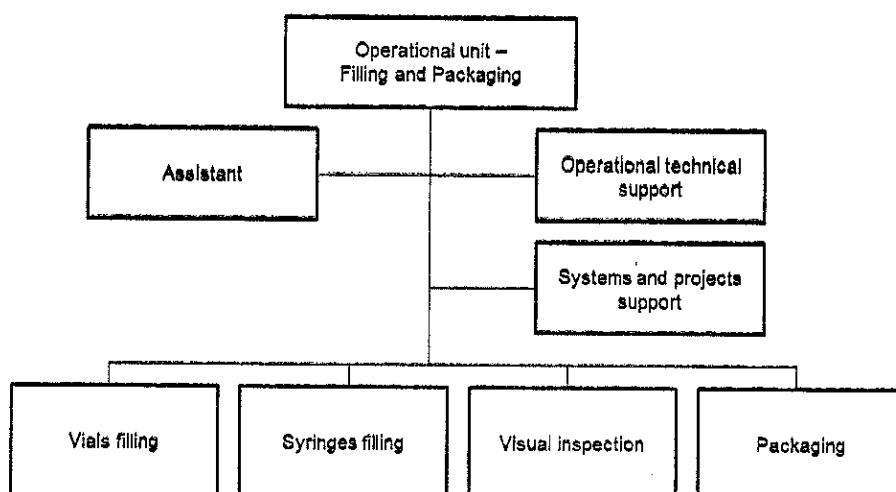 Operational unit –
Filling and Packaging
Assistant
Operational technical
support
Systems and projects
support
Vials filling
Syringes filling
Visual inspection
Packaging